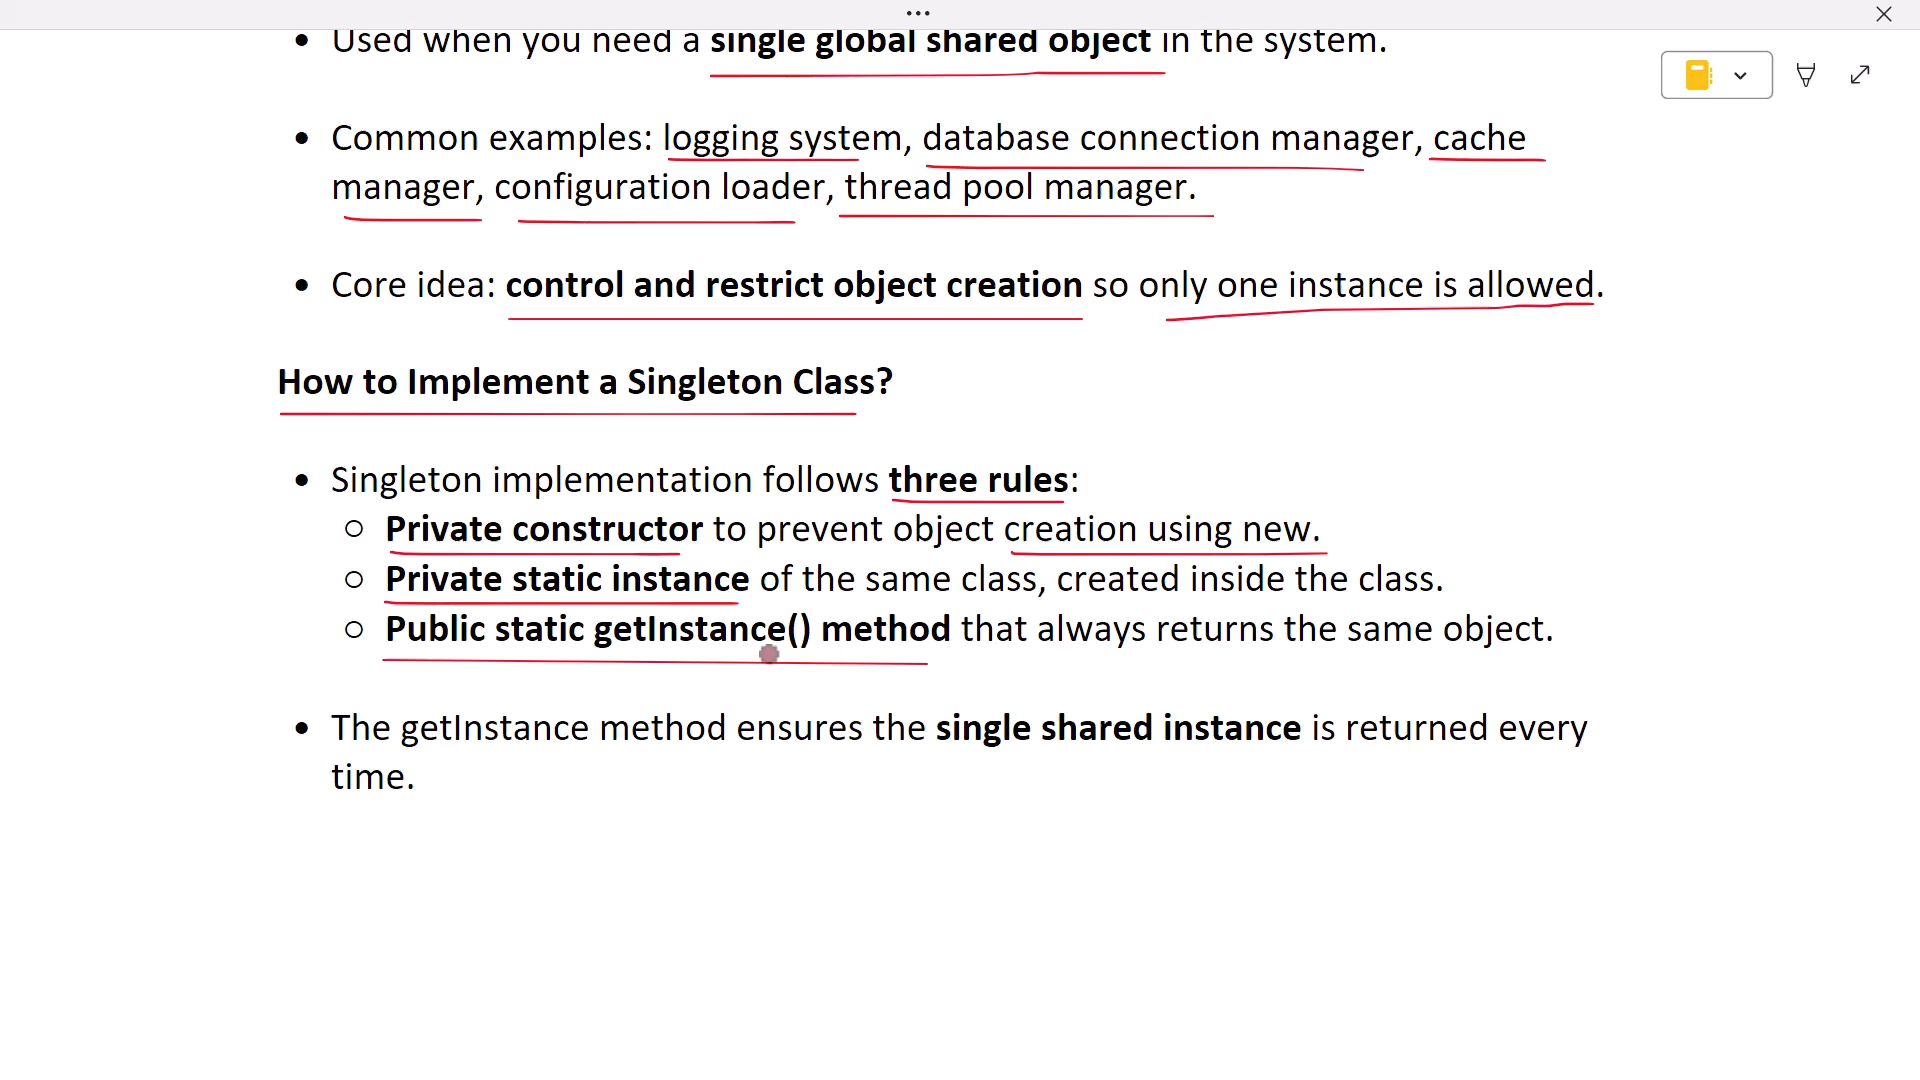 • Used when you need a single global shared object in the system.
• Common examples: logging system, database connection manager, cache
manager, configuration loader, thread pool manager.
• Core idea: control and restrict object creation so only one instance is allowed.
How to Implement a Singleton Class?
• Singleton implementation follows three rules:
○ Private constructor to prevent object creation using new.
○ Private static instance of the same class, created inside the class.
○ Public static getInstance() method that always returns the same object.
• The getInstance method ensures the single shared instance is returned every
time.